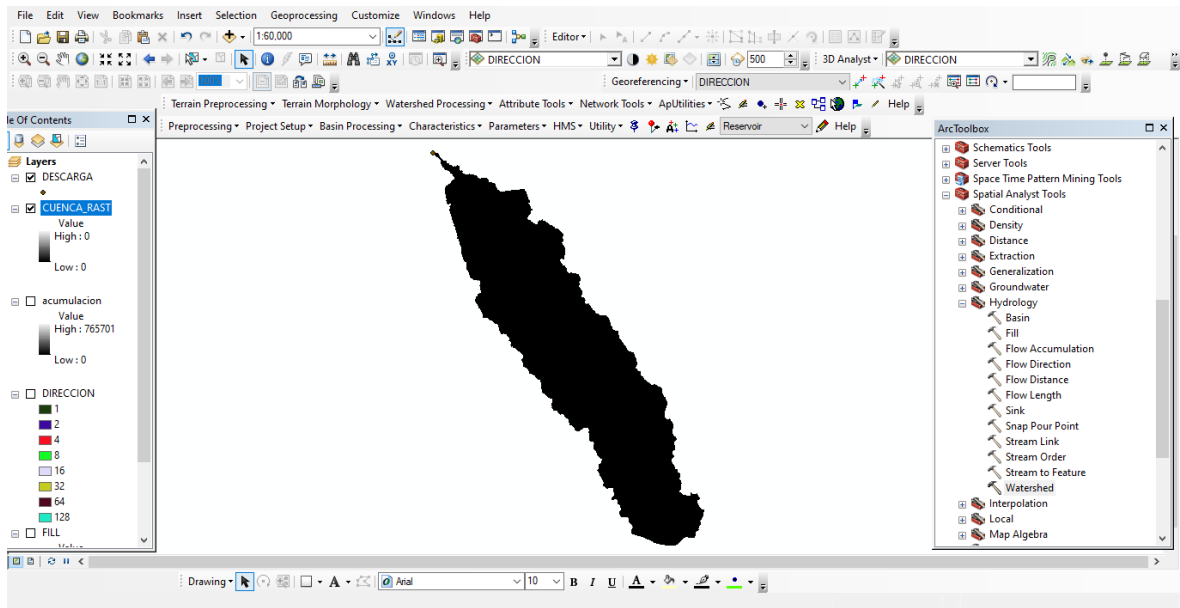 File Edit View Bookmarks Insert Selection Geoprocessing Customize Windows Help
1:60,000 Editor
DIRECCION 500 3D Analyst DIRECCION
Georeferencing DIRECCION
Terrain Preprocessing Terrain Morphology Watershed Processing Attribute Tools Network Tools ApUtilities Help
Preprocessing Project Setup Basin Processing Characteristics Parameters HMS Utility Reservoir Help
le Of Contents
Layers
DESCARGA
CUENCA_RAST
Value
High : 0
Low : 0
acumulacion
Value
High : 765701
Low : 0
DIRECCION
1
2
4
8
16
32
64
128
FILL
ArcToolbox
Schematics Tools
Server Tools
Space Time Pattern Mining Tools
Spatial Analyst Tools
Conditional
Density
Distance
Extraction
Generalization
Groundwater
Hydrology
Basin
Fill
Flow Accumulation
Flow Direction
Flow Distance
Flow Length
Sink
Snap Pour Point
Stream Link
Stream Order
Stream to Feature
Watershed
Interpolation
Local
Map Algebra
Drawing A Arial 10 B I U A